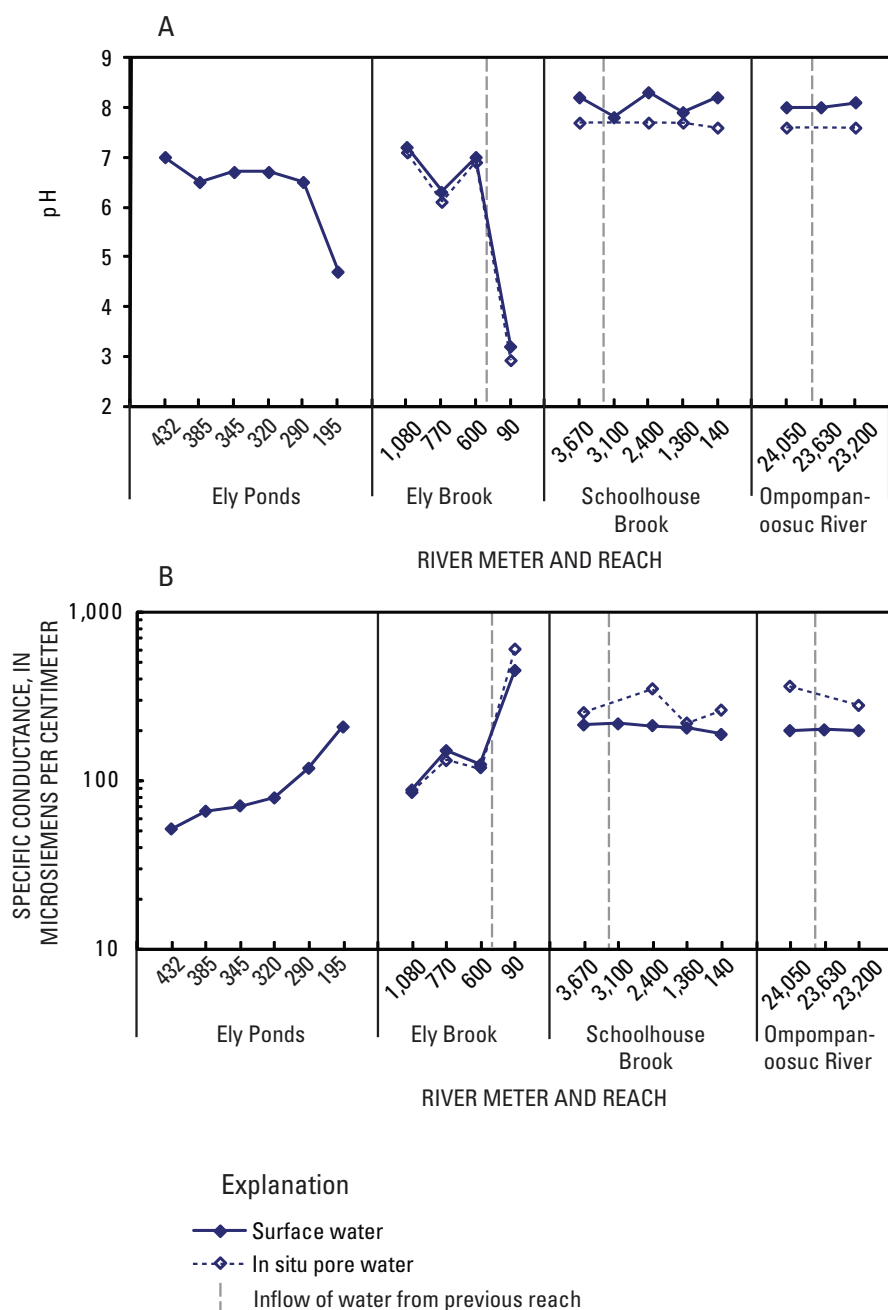 A
9
8
7
6
5
4
3
2
pH
432 385 345 320 290 195 1,080 770 600 90 3,670 3,100 2,400 1,360 140 24,050 23,630 23,200
Ely Ponds Ely Brook Schoolhouse Ompompan-
Brook oosuc River
RIVER METER AND REACH
B
1,000
100
10
SPECIFIC CONDUCTANCE, IN
MICROSIEMENS PER CENTIMETER
432 385 345 320 290 195 1,080 770 600 90 3,670 3,100 2,400 1,360 140 24,050 23,630 23,200
Ely Ponds Ely Brook Schoolhouse Ompompan-
Brook oosuc River
RIVER METER AND REACH
Explanation
Surface water
In situ pore water
Inflow of water from previous reach